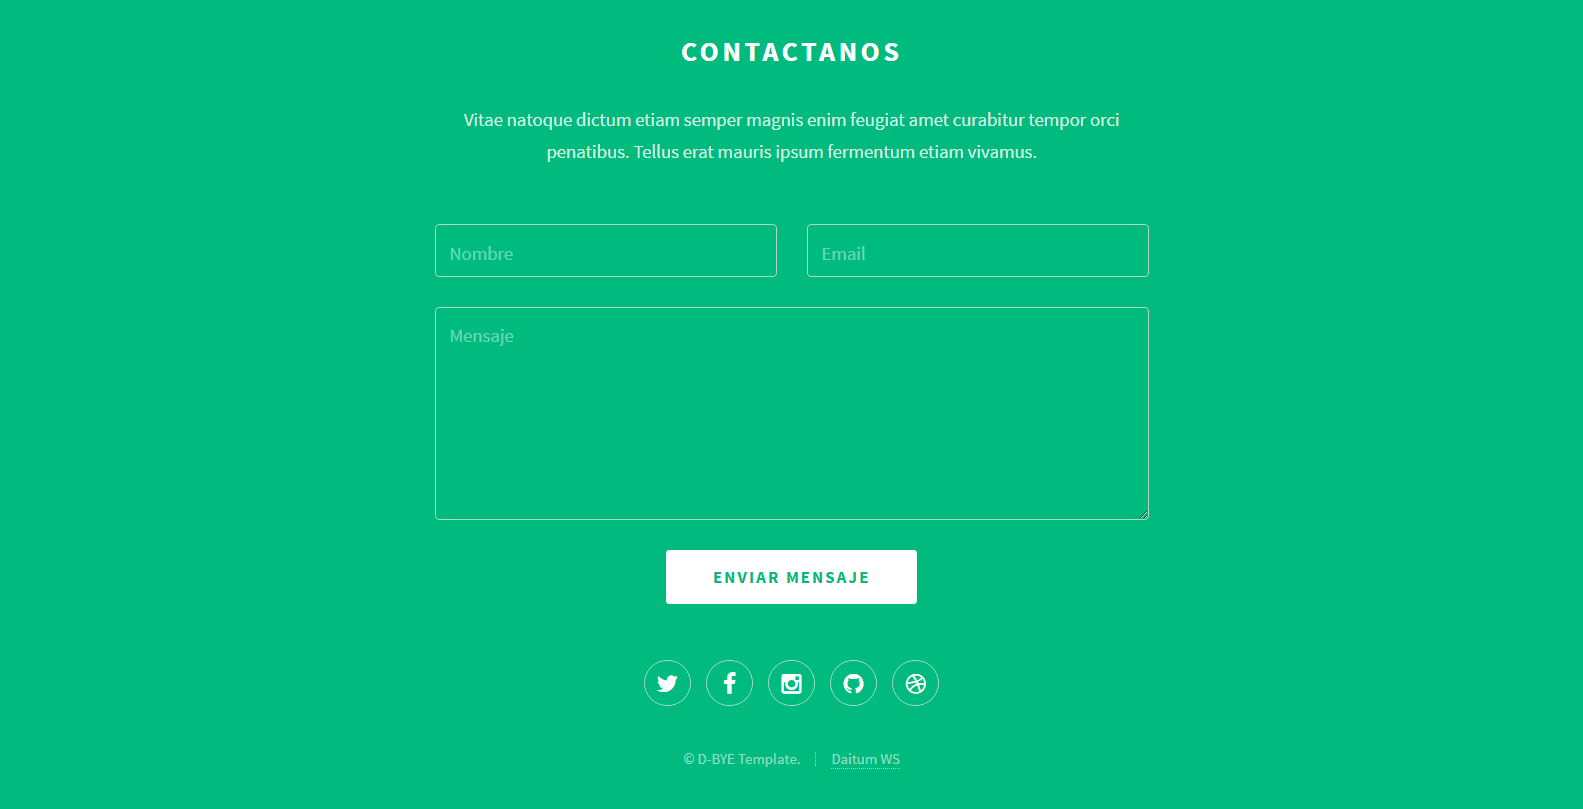 CONTACTANOS
Vitae natoque dictum etiam semper magnis enim feugiat amet curabitur tempor orci
penatibus. Tellus erat mauris ipsum fermentum etiam vivamus.
Nombre
Email
Mensaje
ENVIAR MENSAJE
© D-BYE Template.
Daitum WS